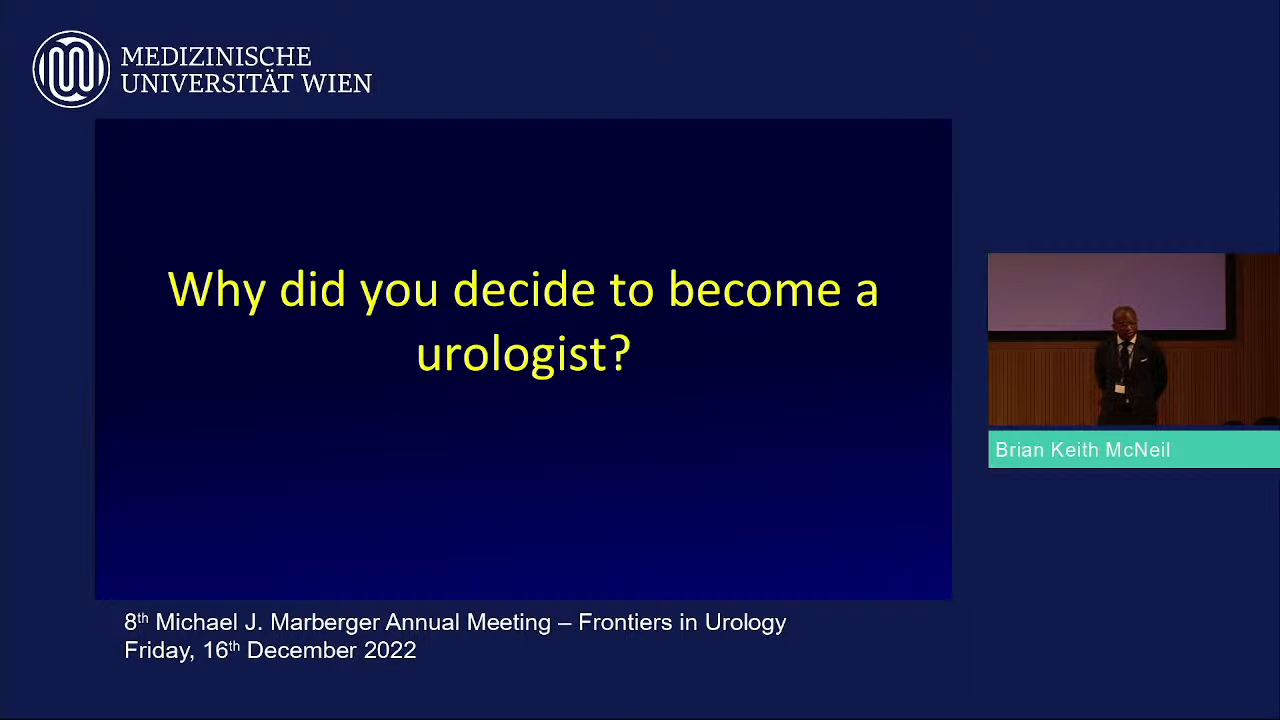 MEDIZINISCHE
UNIVERSITÄT WIEN
Why did you decide to become a
urologist?
Brian Keith McNeil
8th Michael J. Marberger Annual Meeting – Frontiers in Urology
Friday, 16th December 2022